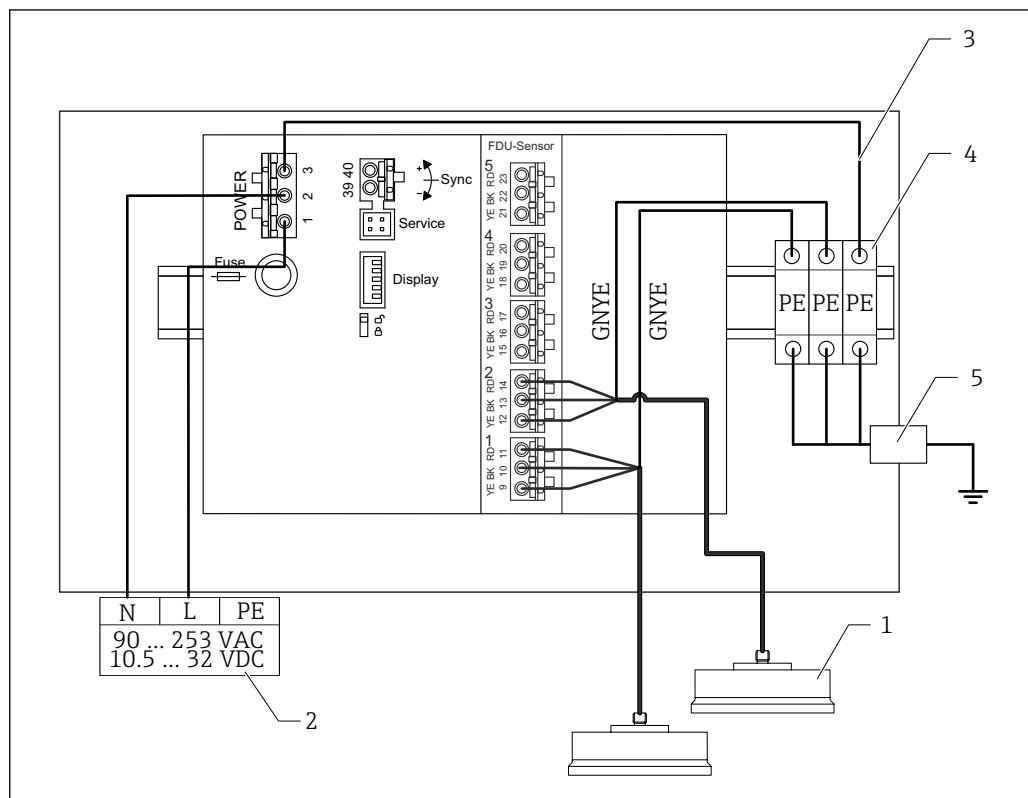 3
4
FDU-Sensor
POWER
3
2
1
39 40
+
-
Sync
Service
Fuse
Display
5
YE BK RD
21 22 23
4
YE BK RD
18 19 20
3
YE BK RD
15 16 17
2
YE BK RD
12 13 14
1
YE BK RD
9 10 11
GNYE
GNYE
PE PE PE
5
N L PE
90 ... 253 VAC
10.5 ... 32 VDC
2
1